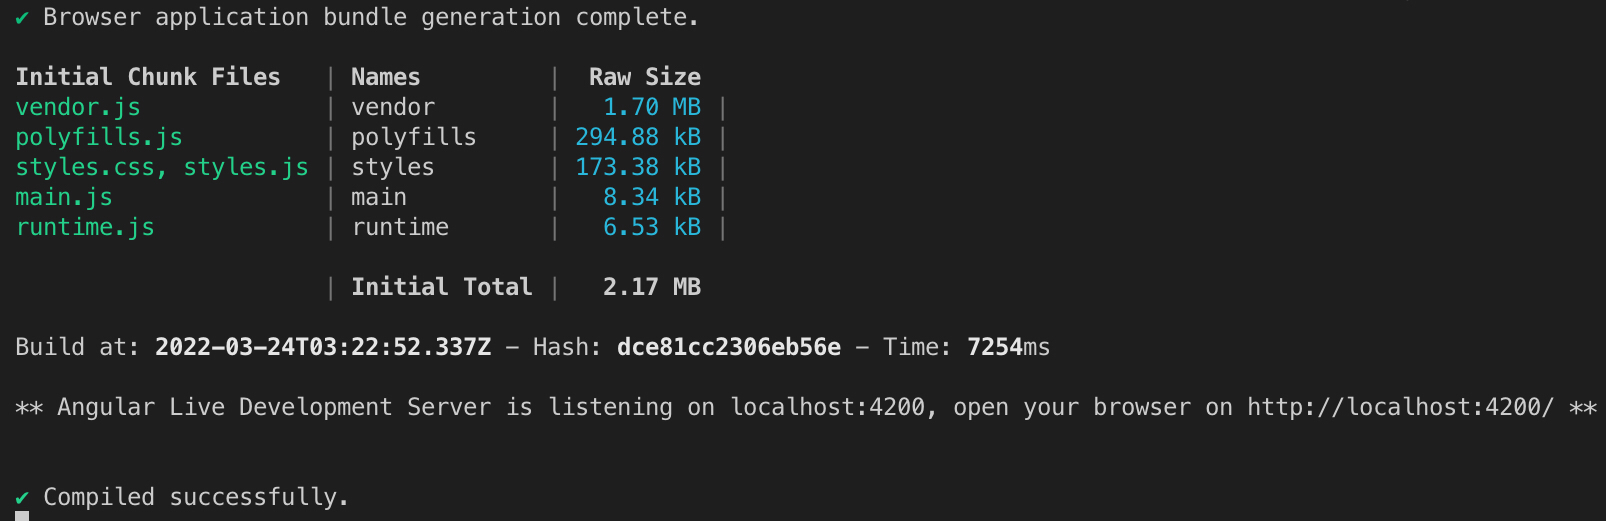 ✔ Browser application bundle generation complete.
Initial Chunk Files | Names | Raw Size
vendor.js | vendor | 1.70 MB |
polyfills.js | polyfills | 294.88 kB |
styles.css, styles.js | styles | 173.38 kB |
main.js | main | 8.34 kB |
runtime.js | runtime | 6.53 kB |
| Initial Total | 2.17 MB
Build at: 2022-03-24T03:22:52.337Z - Hash: dce81cc2306eb56e - Time: 7254ms
** Angular Live Development Server is listening on localhost:4200, open your browser on http://localhost:4200/ **
✔ Compiled successfully.